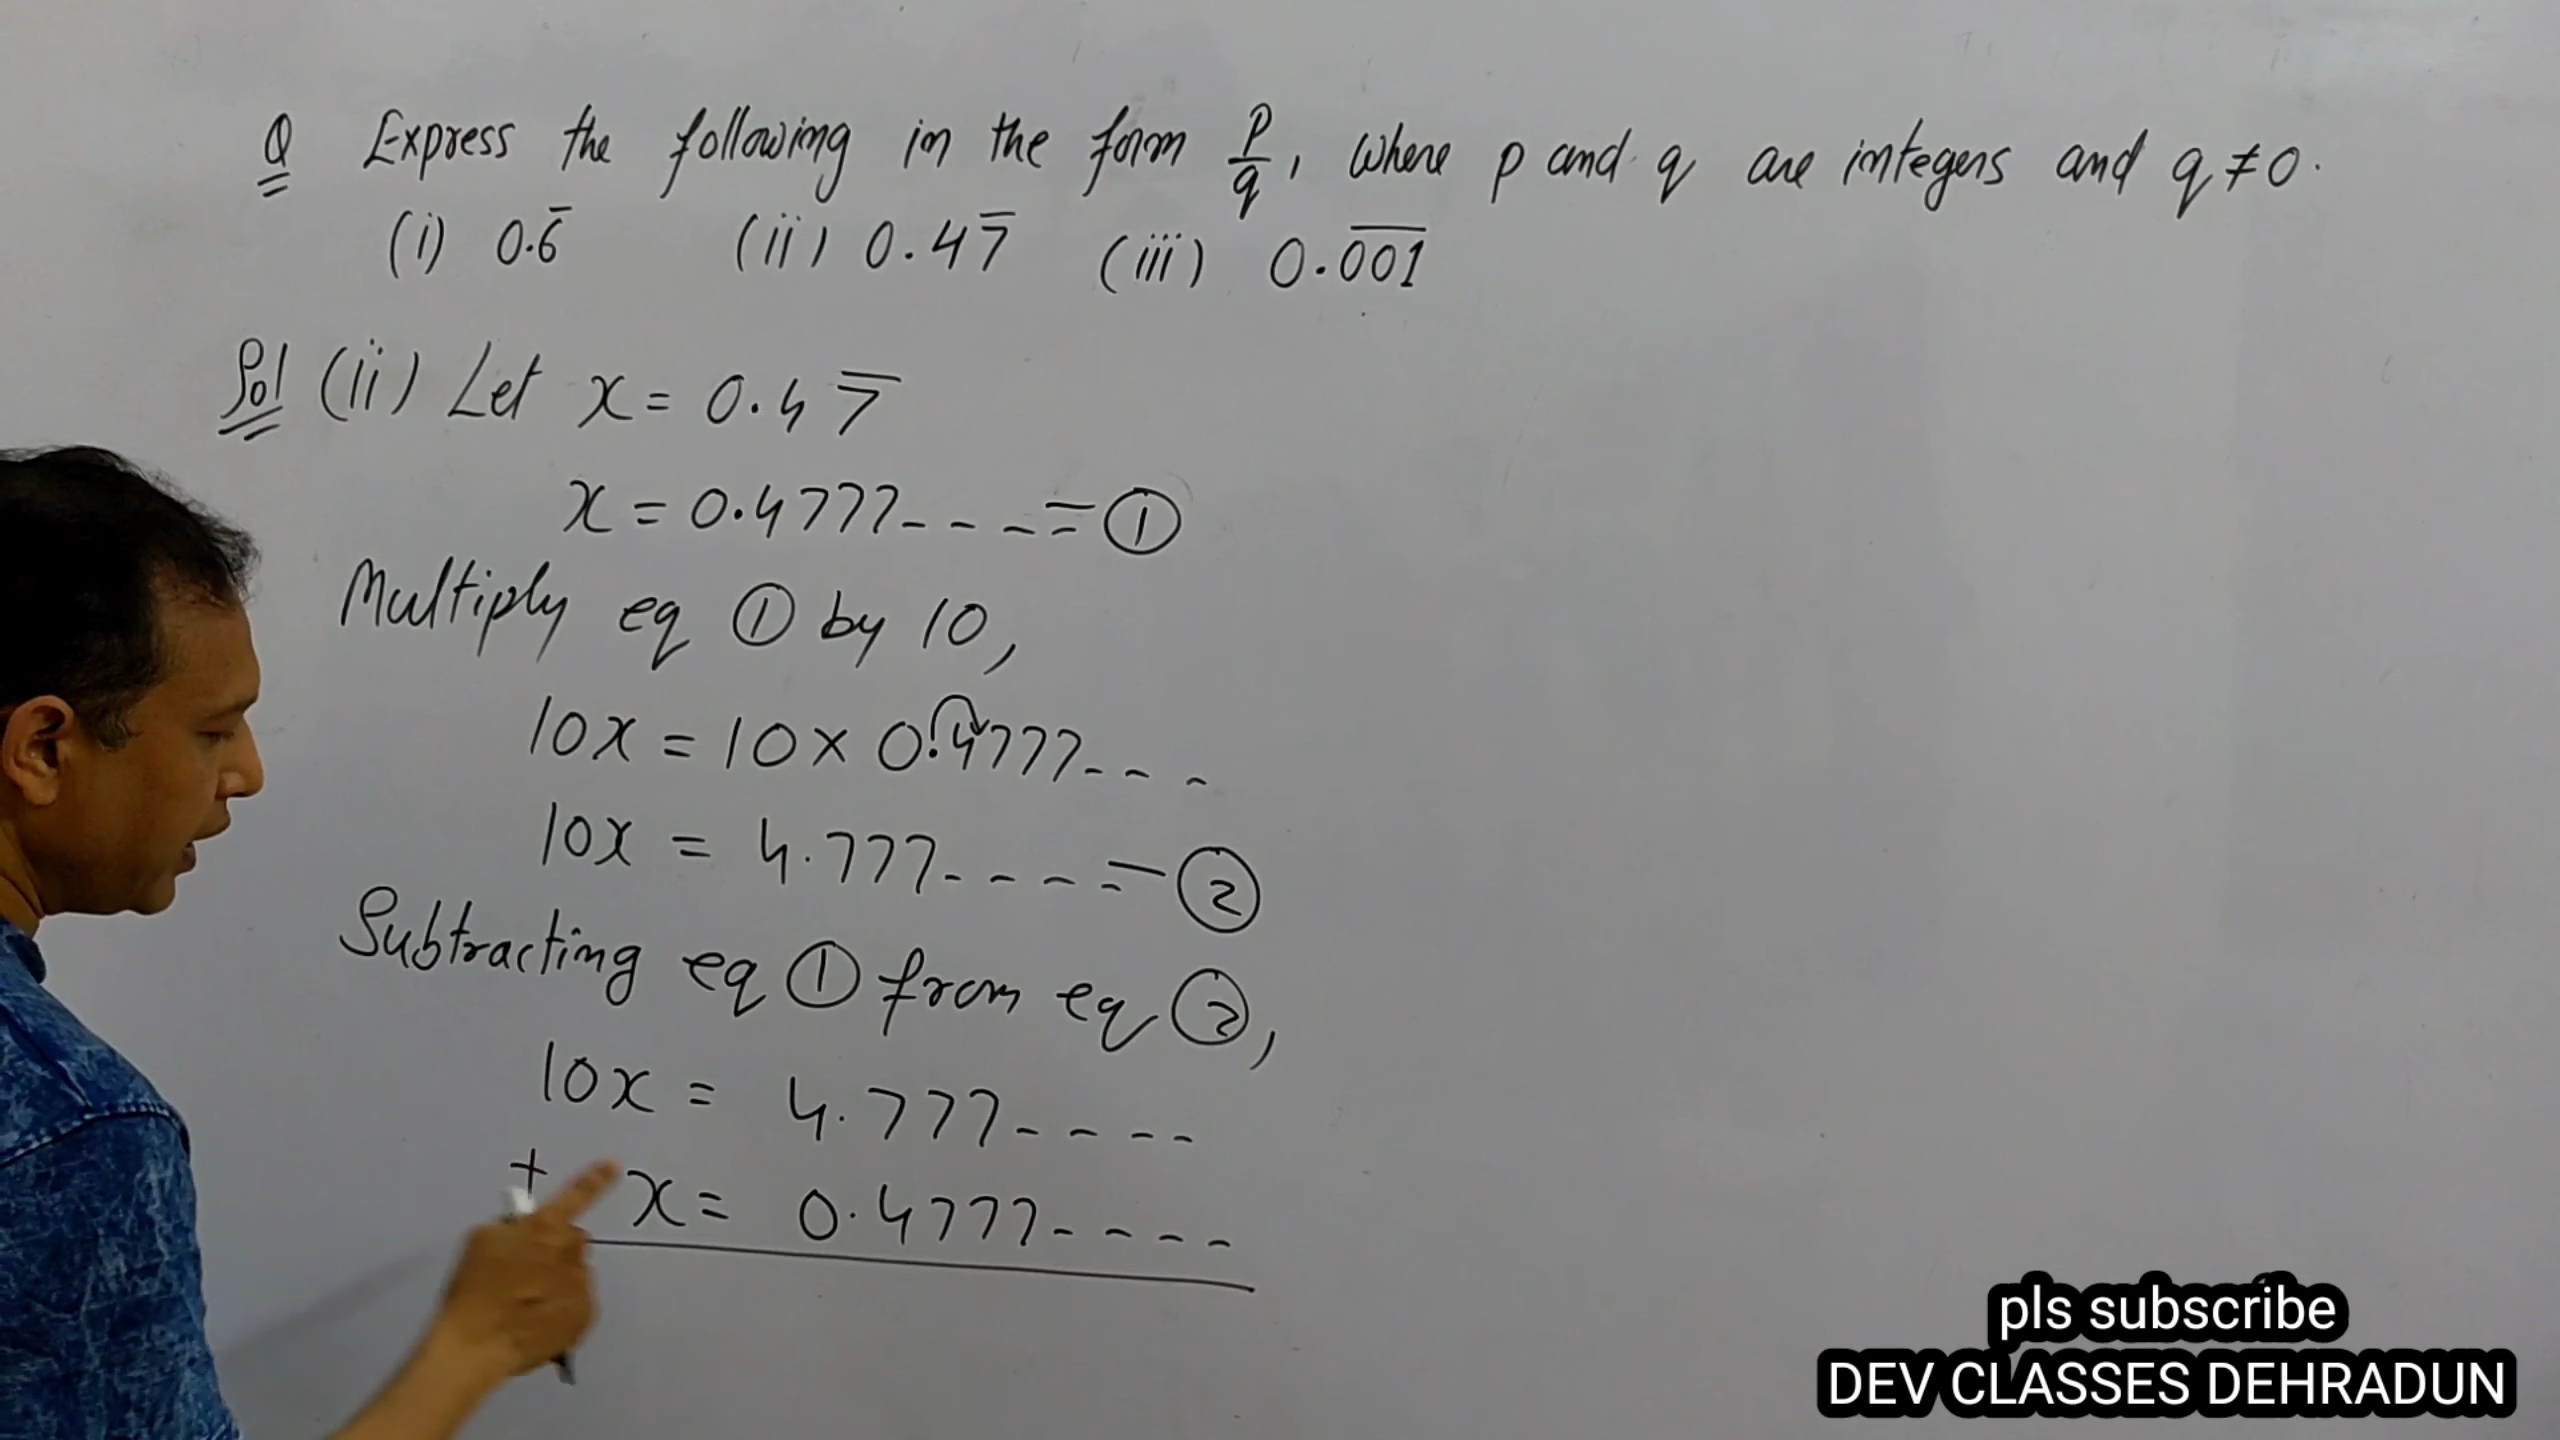 Q Express the following in the form p/q, where p and q are integers and q ≠ 0.
(i) 0.6̅ (ii) 0.47̅ (iii) 0.0̅0̅1̅
Sol (ii) Let x = 0.47̅
x = 0.4777- - - - ①
Multiply eq ① by 10,
10x = 10 × 0.4777- - -
10x = 4.777- - - - ②
Subtracting eq ① from eq ②,
10x = 4.777- - - -
+ x = 0.4777- - - -
pls subscribe
DEV CLASSES DEHRADUN